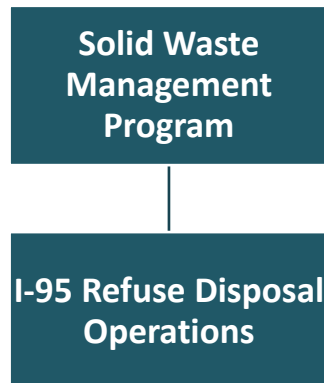 Solid Waste
Management
Program
I-95 Refuse Disposal
Operations